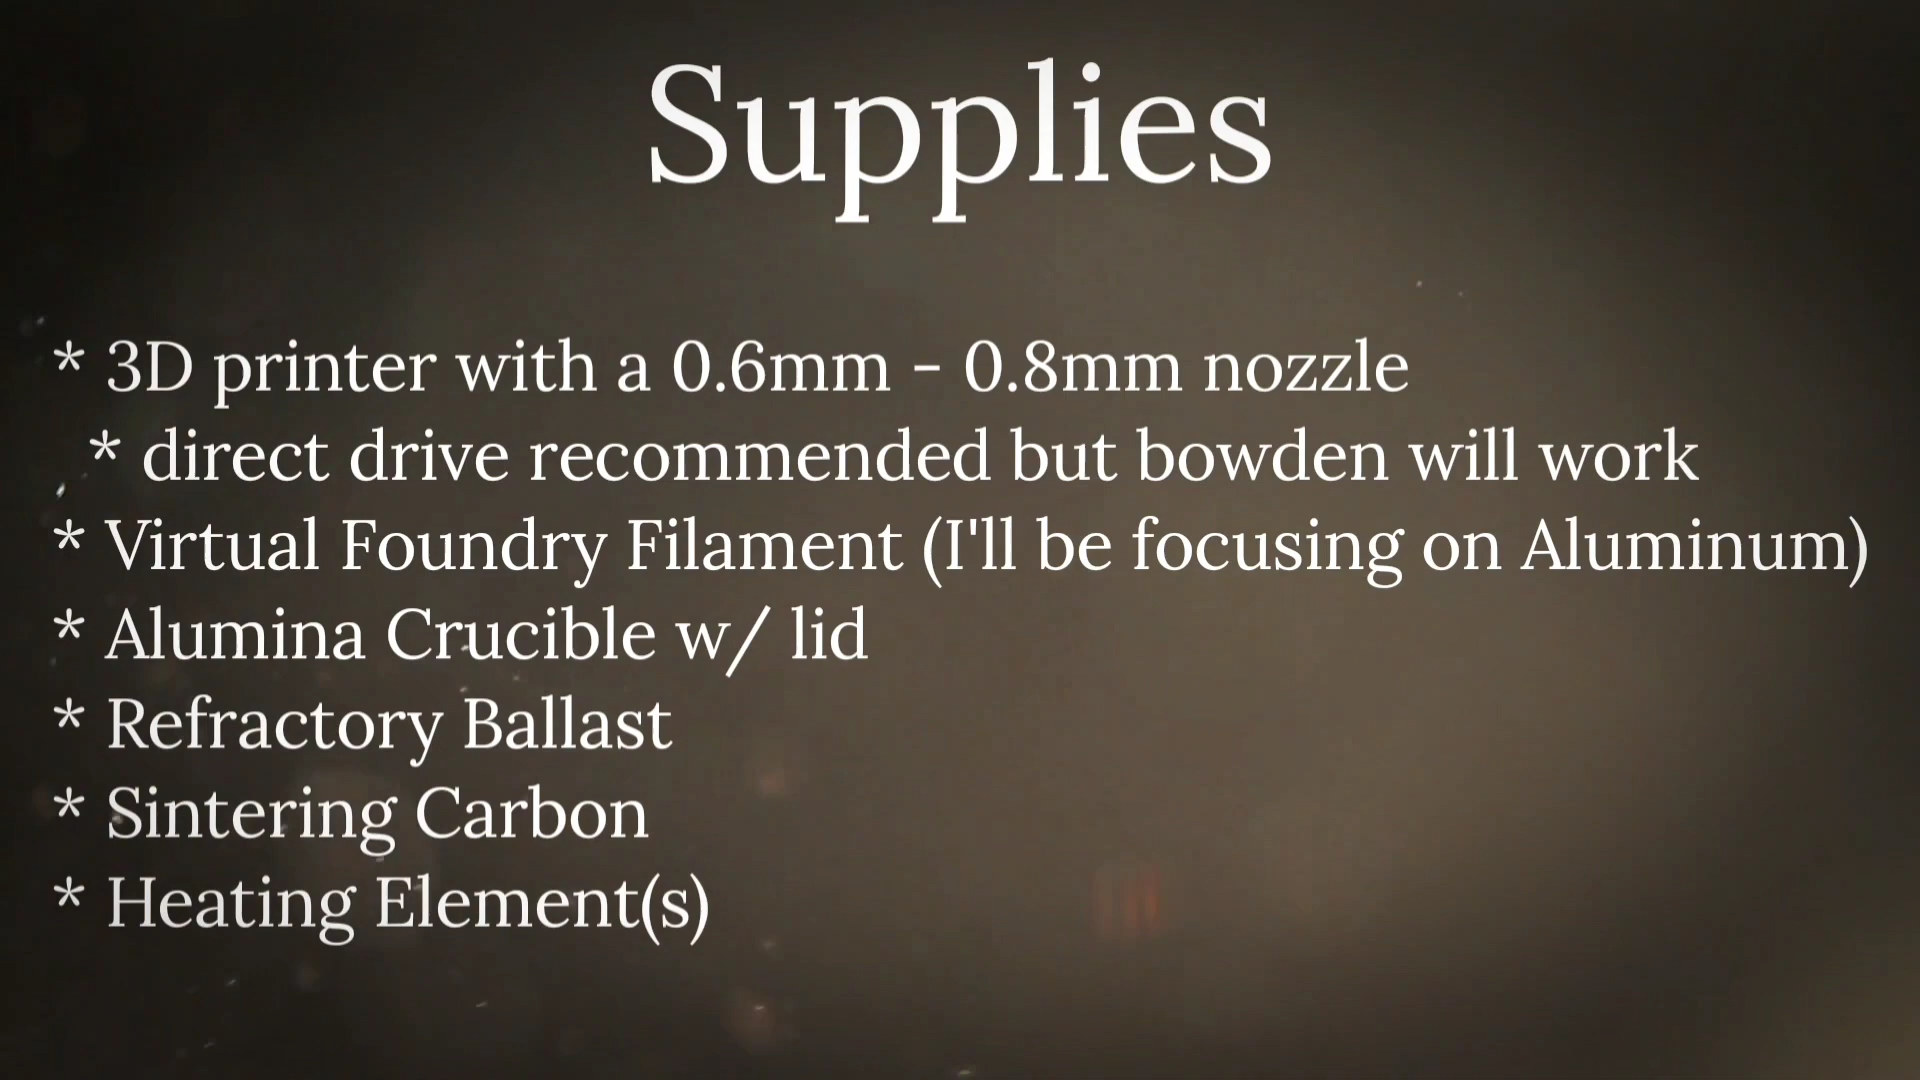 Supplies
* 3D printer with a 0.6mm - 0.8mm nozzle
* direct drive recommended but bowden will work
* Virtual Foundry Filament (I'll be focusing on Aluminum)
* Alumina Crucible w/ lid
* Refractory Ballast
* Sintering Carbon
* Heating Element(s)